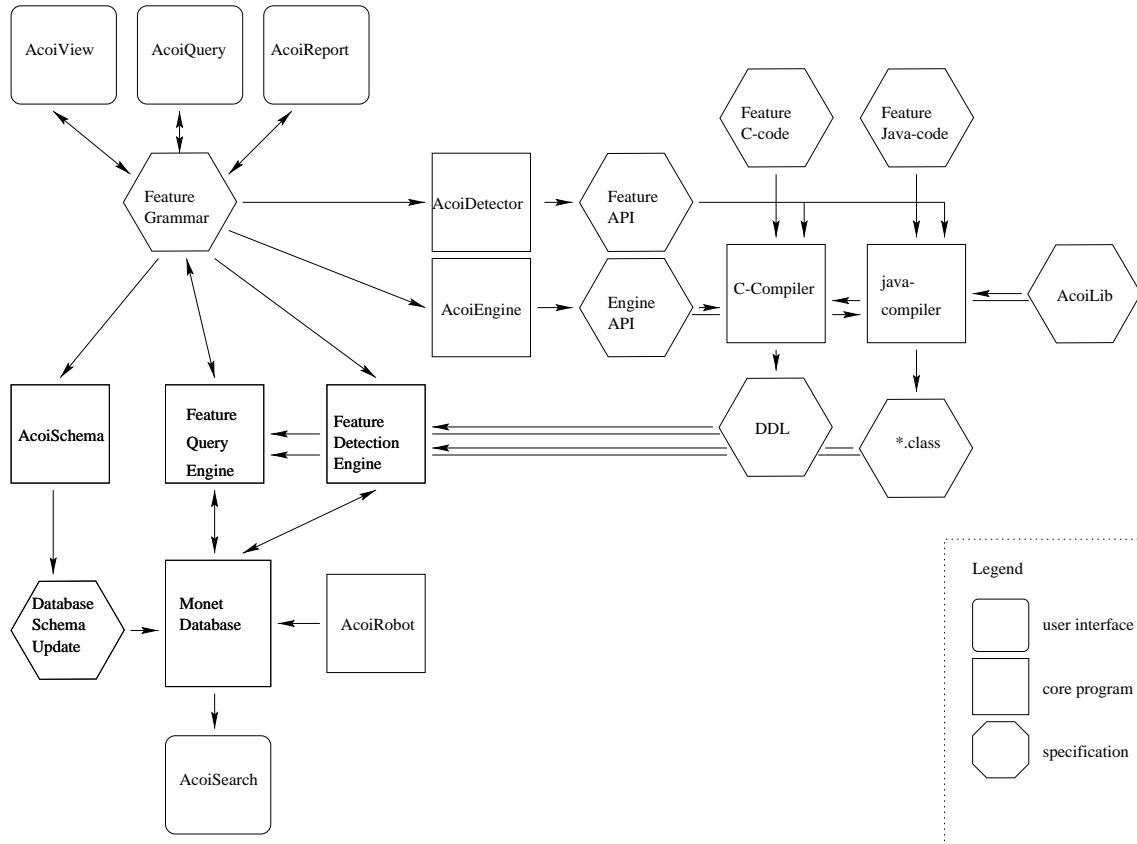 AcoiView
AcoiQuery
AcoiReport
Feature
C-code
Feature
Java-code
Feature
Grammar
AcoiDetector
Feature
API
AcoiEngine
Engine
API
C-Compiler
java-
compiler
AcoiLib
AcoiSchema
Feature
Query
Engine
Feature
Detection
Engine
DDL
*.class
Database
Schema
Update
Monet
Database
AcoiRobot
AcoiSearch
Legend
user interface
core program
specification